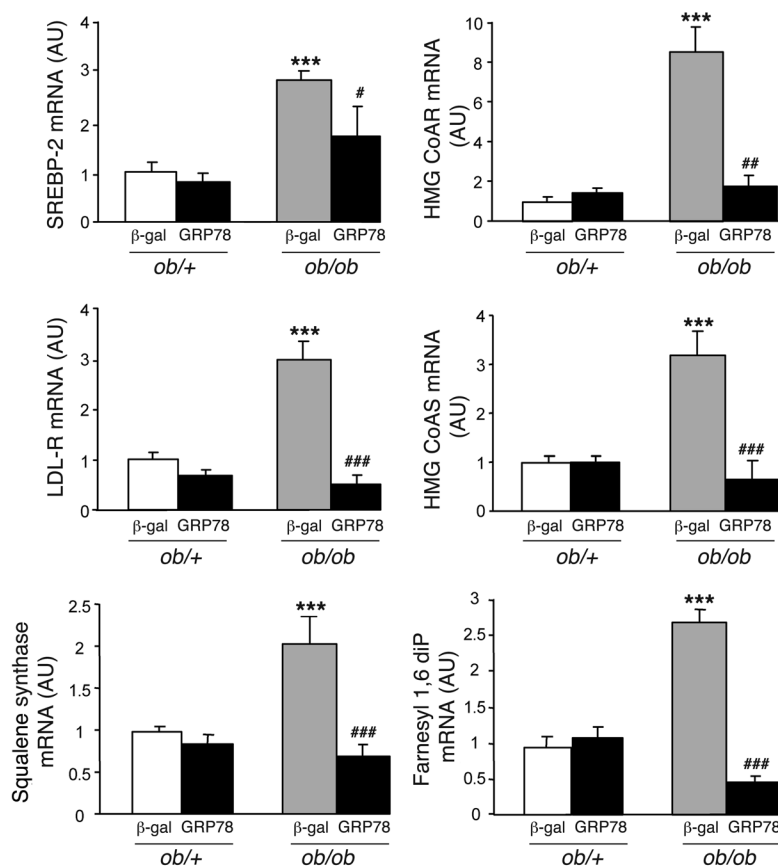 SREBP-2 mRNA (AU)
4
3
2
1
0
***
#
β-gal GRP78 β-gal GRP78
ob/+ ob/ob
HMG CoAR mRNA
(AU)
10
8
6
4
2
0
***
##
β-gal GRP78 β-gal GRP78
ob/+ ob/ob
LDL-R mRNA (AU)
4
3
2
1
0
***
###
β-gal GRP78 β-gal GRP78
ob/+ ob/ob
HMG CoAS mRNA
(AU)
4
3
2
1
0
***
###
β-gal GRP78 β-gal GRP78
ob/+ ob/ob
Squalene synthase
mRNA (AU)
2.5
2
1.5
1
0.5
0
***
###
β-gal GRP78 β-gal GRP78
ob/+ ob/ob
Farnesyl 1,6 diP
mRNA (AU)
3
2.5
2
1.5
1
0.5
0
***
###
β-gal GRP78 β-gal GRP78
ob/+ ob/ob